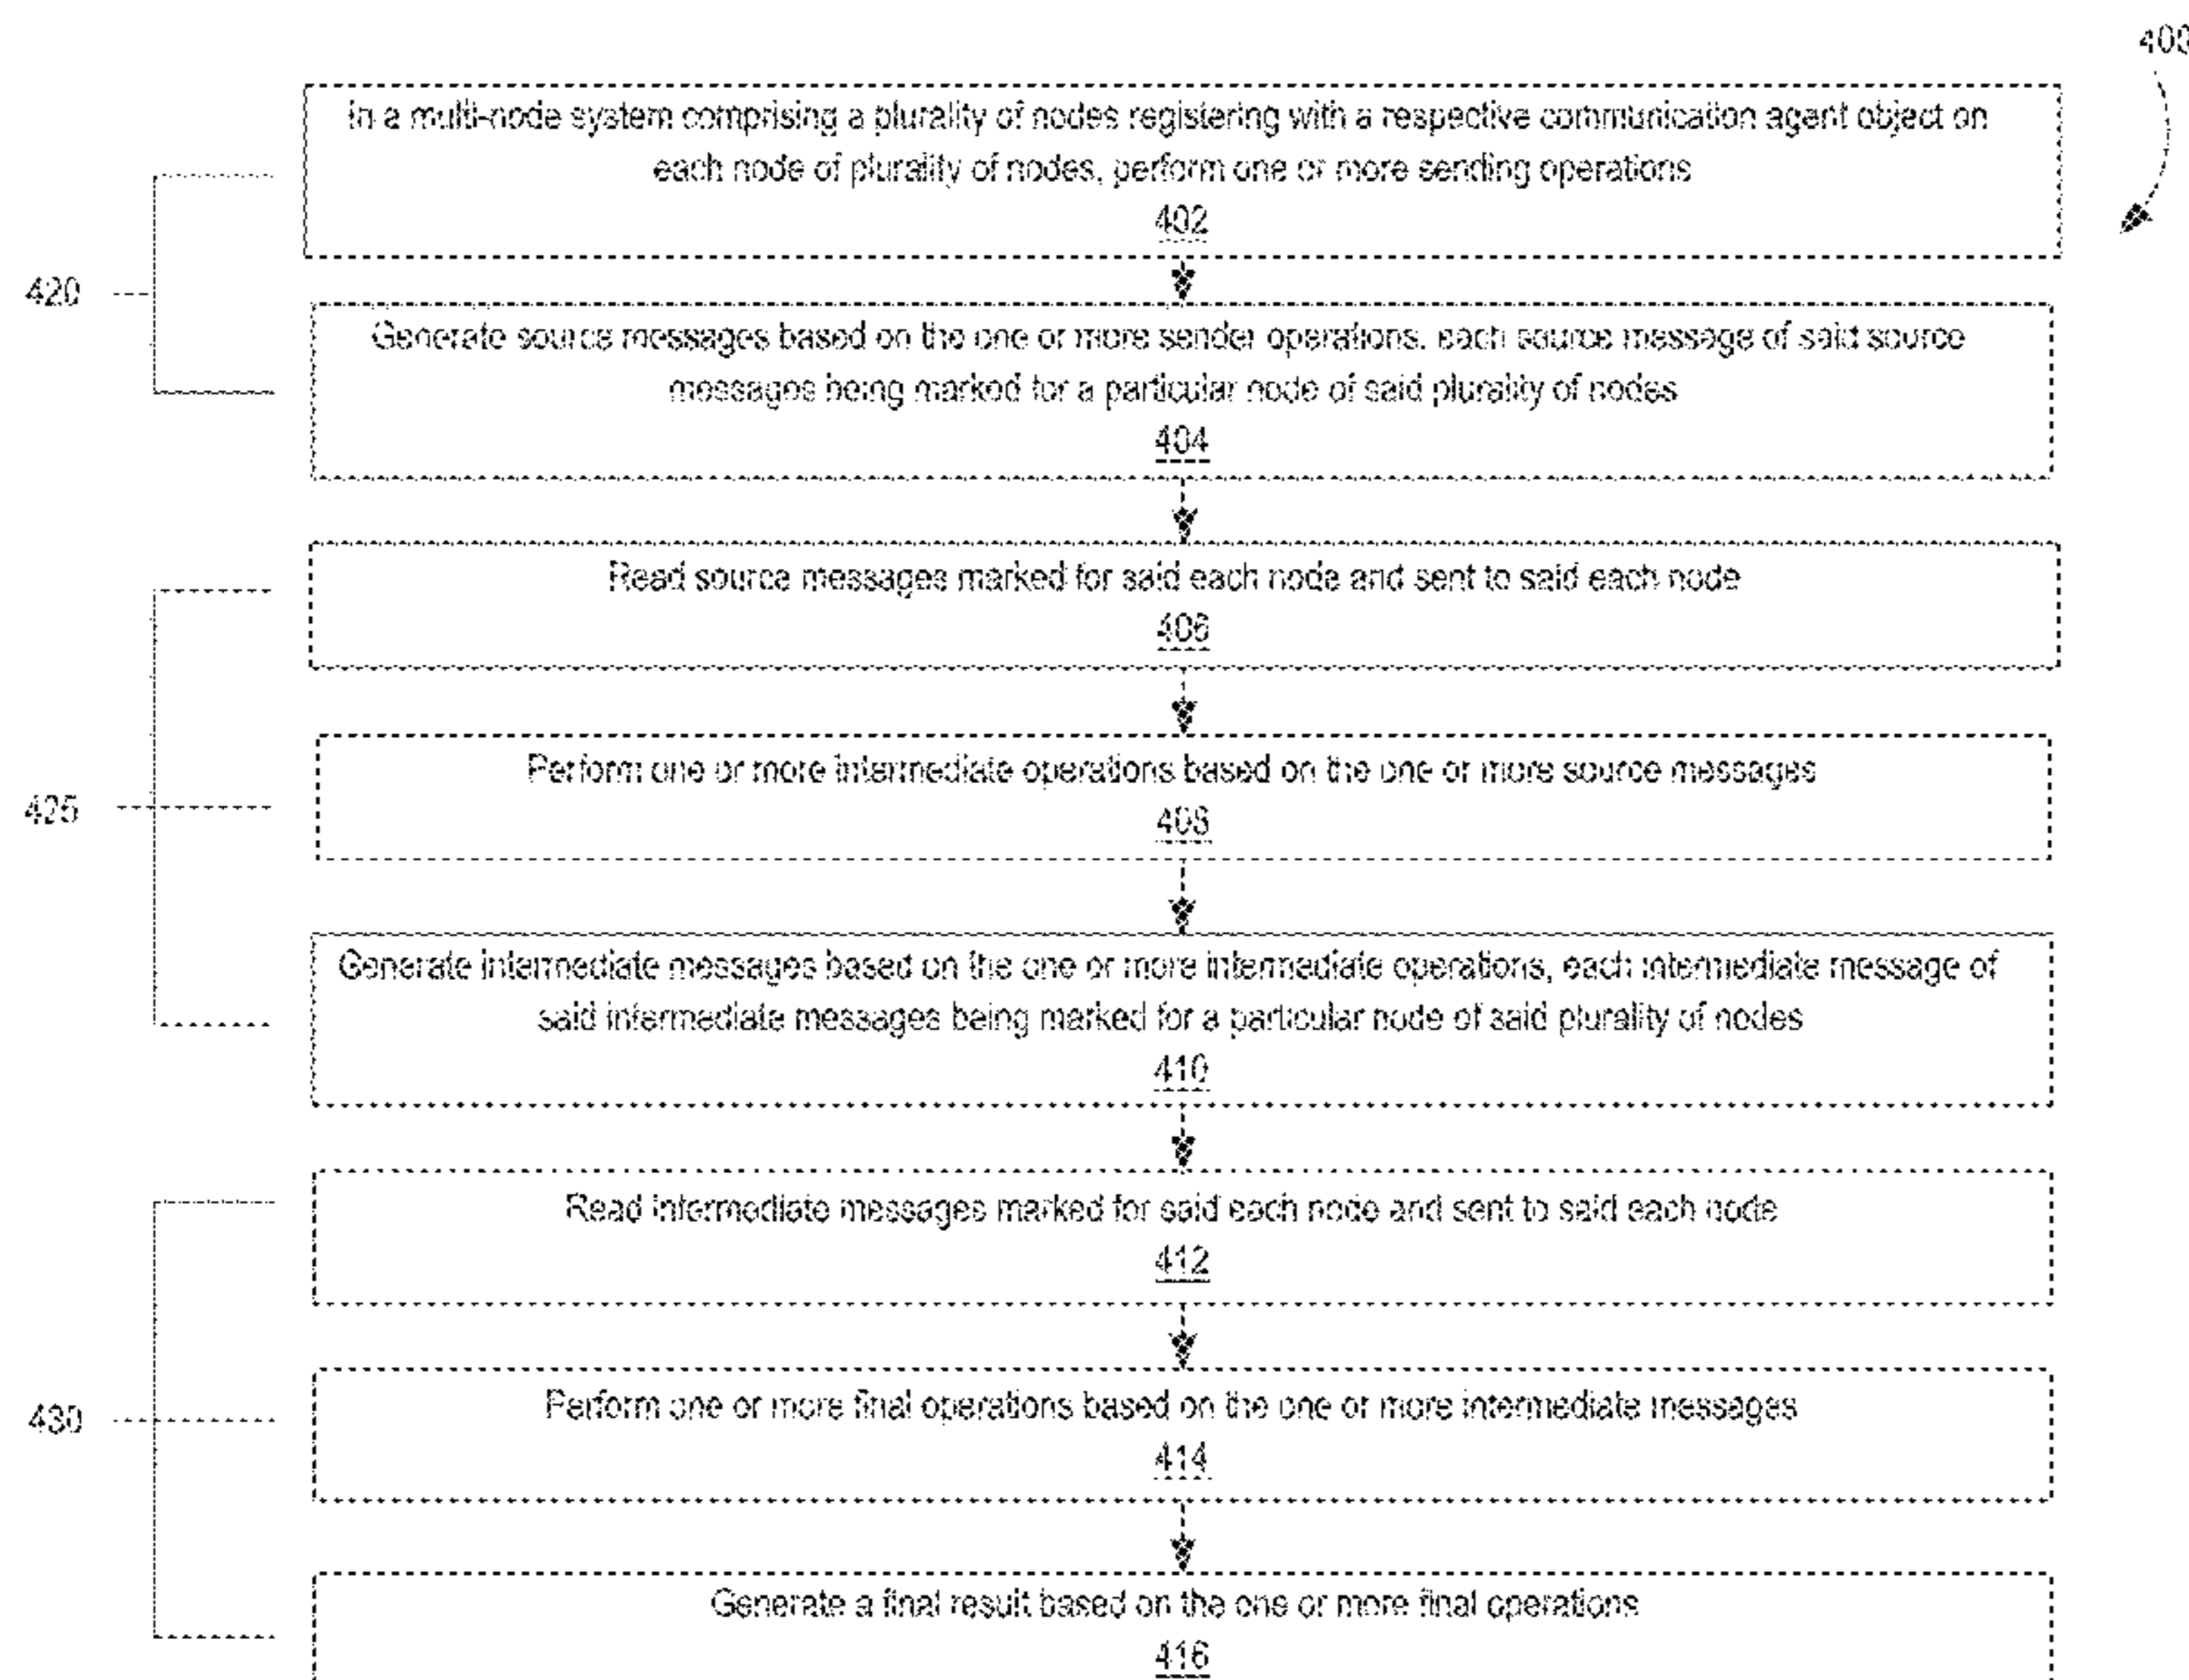 400
In a multi-node system comprising a plurality of nodes registering with a respective communication agent object on
each node of plurality of nodes, perform one or more sending operations
402
420
Generate source messages based on the one or more sender operations, each source message of said source
messages being marked for a particular node of said plurality of nodes
404
Read source messages marked for said each node and sent to said each node
406
425
Perform one or more intermediate operations based on the one or more source messages
408
Generate intermediate messages based on the one or more intermediate operations, each intermediate message of
said intermediate messages being marked for a particular node of said plurality of nodes
410
Read intermediate messages marked for said each node and sent to said each node
412
430
Perform one or more final operations based on the one or more intermediate messages
414
Generate a final result based on the one or more final operations
416